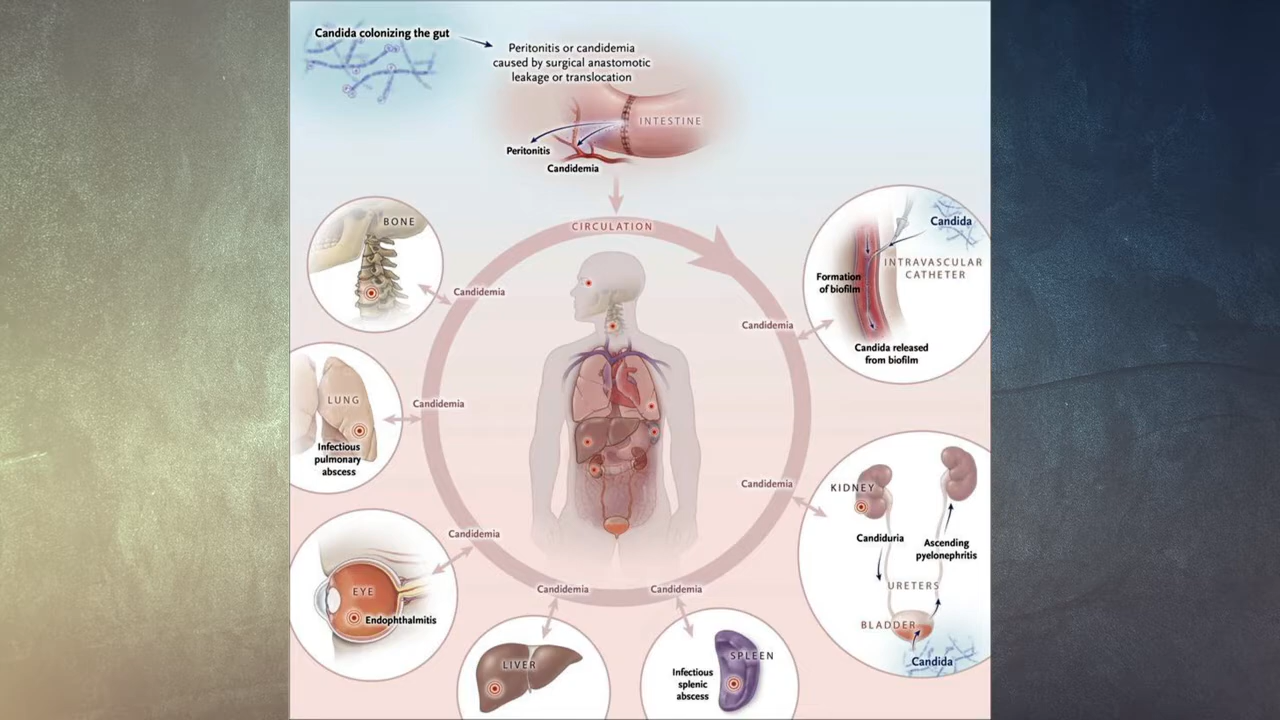 Candida colonizing the gut
Peritonitis or candidemia
caused by surgical anastomotic
leakage or translocation
INTESTINE
Peritonitis
Candidemia
CIRCULATION
BONE
Candidemia
Candida
INTRAVASCULAR
CATHETER
Formation
of biofilm
Candida released
from biofilm
Candidemia
LUNG
Infectious
pulmonary
abscess
Candidemia
Candidemia
KIDNEY
Candiduria
Ascending
pyelonephritis
URETERS
BLADDER
Candida
Candidemia
EYE
Endophthalmitis
Candidemia
LIVER
Candidemia
SPLEEN
Infectious
splenic
abscess